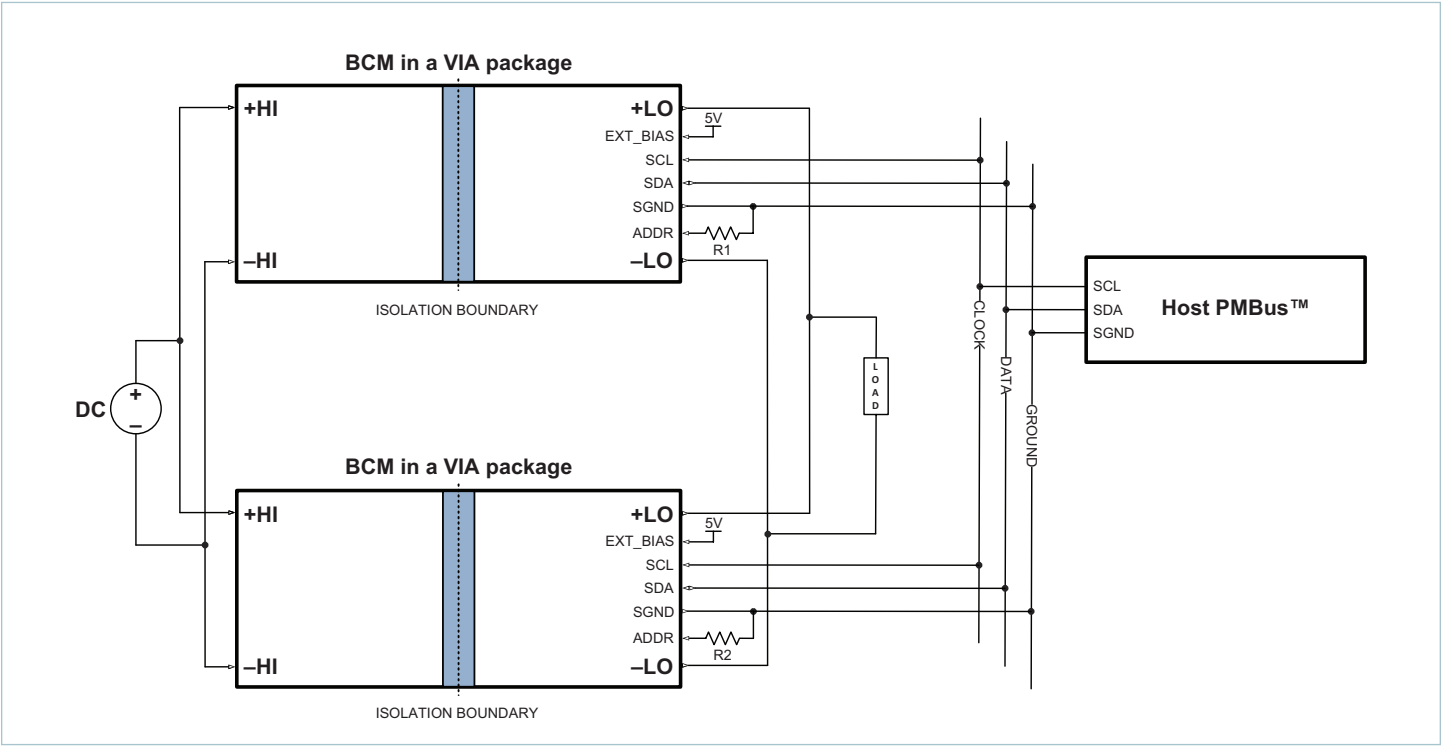 BCM in a VIA package
+HI
–HI
+LO
EXT_BIAS
SCL
SDA
SGND
ADDR
–LO
5V
R1
ISOLATION BOUNDARY
DC
+
–
LOAD
CLOCK
DATA
GROUND
SCL
SDA
SGND
Host PMBus™
BCM in a VIA package
+HI
–HI
+LO
EXT_BIAS
SCL
SDA
SGND
ADDR
–LO
5V
R2
ISOLATION BOUNDARY